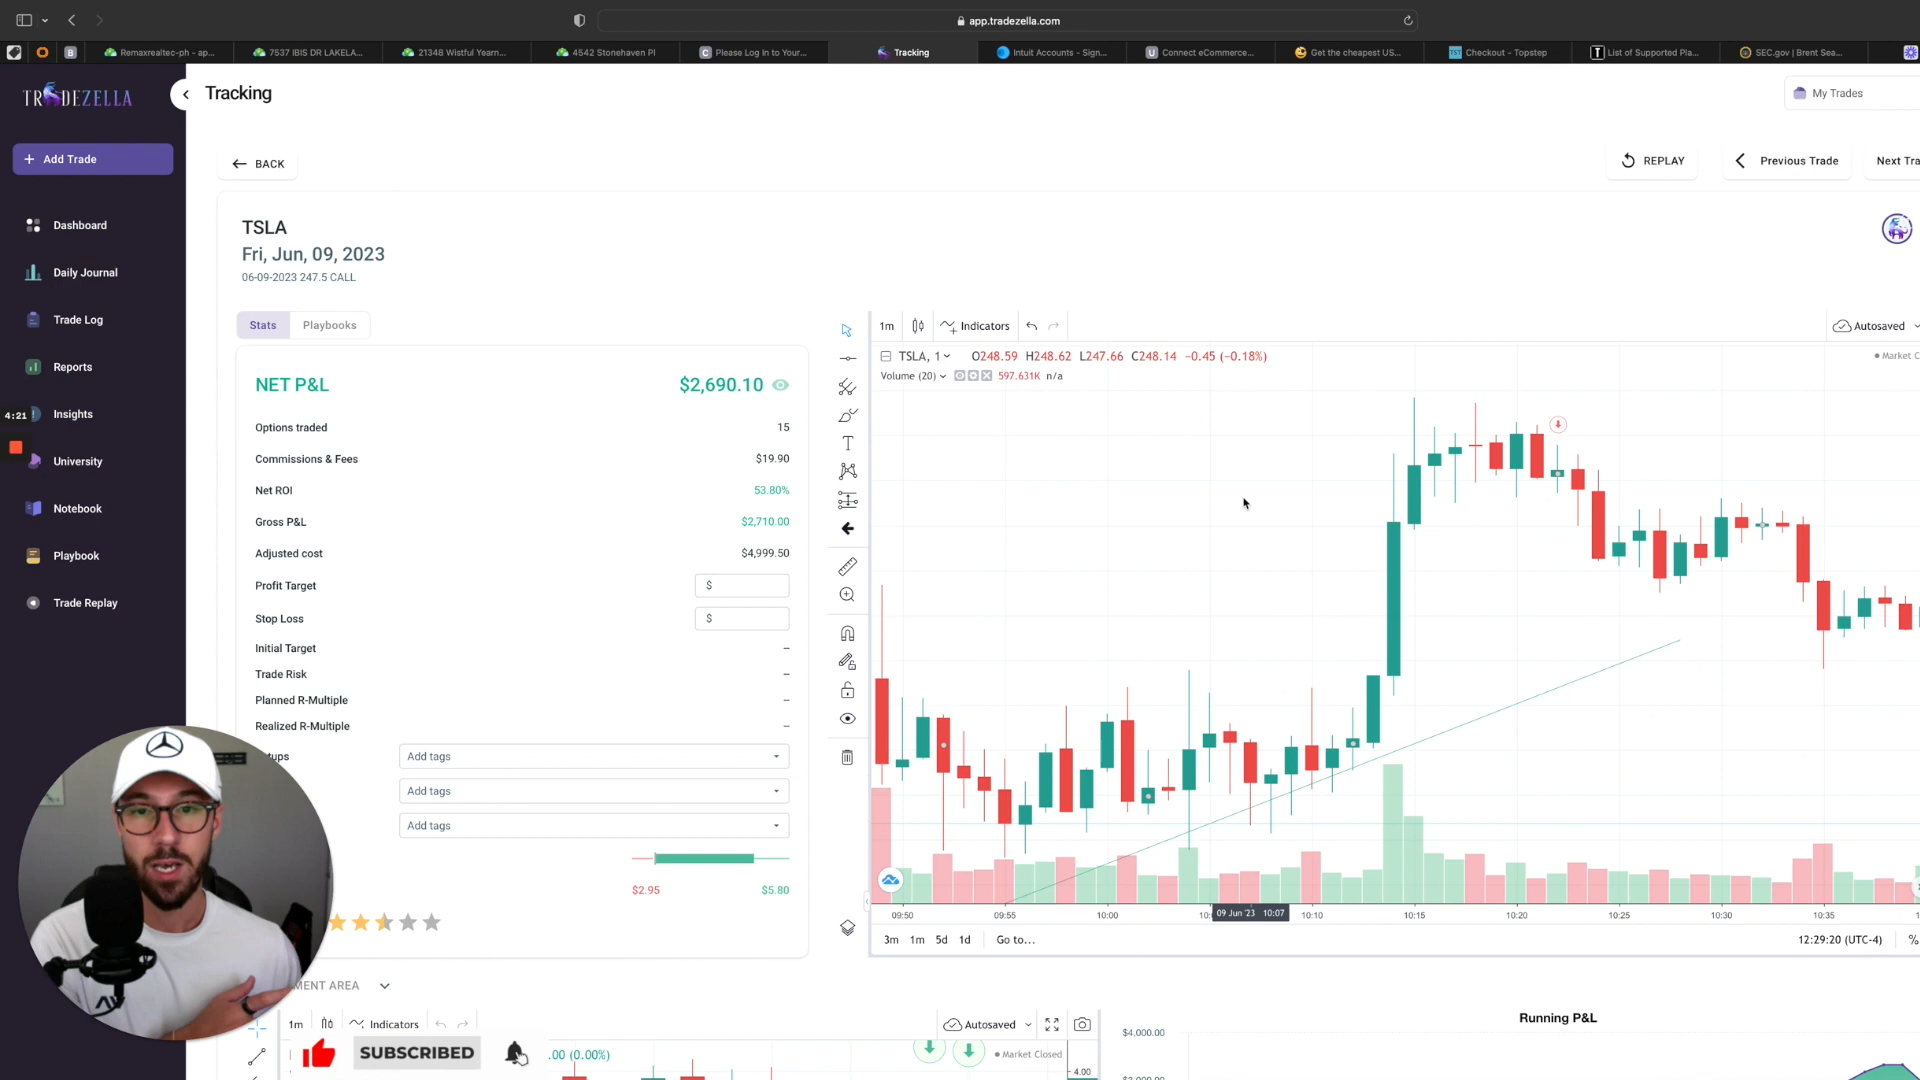 app.tradezella.com
B
Remaxrealtec-ph - ap...
7537 IBIS DR LAKELA...
21348 Wistful Yearn...
4542 Stonehaven Pl
C Please Log In to Your...
Tracking
Intuit Accounts - Sign...
U Connect eCommerce...
Get the cheapest US...
TST Checkout - Topstep
T List of Supported Pla...
SEC.gov | Brent Sea...
TRADEZELLA
Tracking
My Trades
+ Add Trade
BACK
REPLAY
Previous Trade
Next Tra
Dashboard
Daily Journal
Trade Log
Reports
4:21
Insights
University
Notebook
Playbook
Trade Replay
TSLA
Fri, Jun, 09, 2023
06-09-2023 247.5 CALL
Stats
Playbooks
NET P&L $2,690.10
Options traded 15
Commissions & Fees $19.90
Net ROI 53.80%
Gross P&L $2,710.00
Adjusted cost $4,999.50
Profit Target $
Stop Loss $
Initial Target –
Trade Risk –
Planned R-Multiple –
Realized R-Multiple –
tups Add tags
Add tags
Add tags
$2.95 $5.80
1m Indicators Autosaved
TSLA, 1 O248.59 H248.62 L247.66 C248.14 −0.45 (−0.18%)
Market C
Volume (20) 597.631K n/a
09:50 09:55 10:00 10: 09 Jun '23 10:07 10:10 10:15 10:20 10:25 10:30 10:35
3m 1m 5d 1d Go to... 12:29:20 (UTC-4) %
MENT AREA
1m Indicators Autosaved
.00 (0.00%) Market Closed
4.00
SUBSCRIBED
Running P&L
$4,000.00